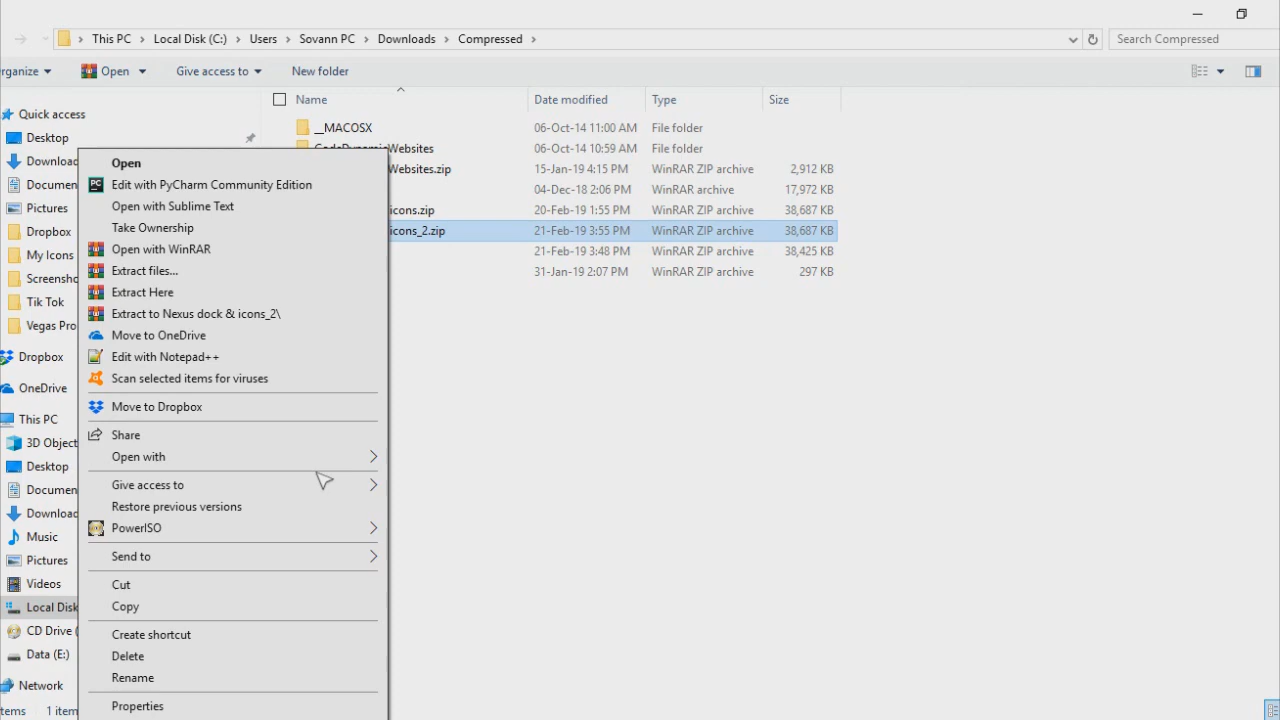 This PC > Local Disk (C:) > Users > Sovann PC > Downloads > Compressed >
Search Compressed
rganize
Open
Give access to
New folder
Quick access
Desktop
Downloa
Documen
Pictures
Dropbox
My Icons
Screensho
Tik Tok
Vegas Pro
Dropbox
OneDrive
This PC
3D Object
Desktop
Documen
Downloa
Music
Pictures
Videos
Local Disk
CD Drive (
Data (E:)
Network
tems 1 item
Open
Edit with PyCharm Community Edition
Open with Sublime Text
Take Ownership
Open with WinRAR
Extract files...
Extract Here
Extract to Nexus dock & icons_2\
Move to OneDrive
Edit with Notepad++
Scan selected items for viruses
Move to Dropbox
Share
Open with
Give access to
Restore previous versions
PowerISO
Send to
Cut
Copy
Create shortcut
Delete
Rename
Properties
Name Date modified Type Size
__MACOSX 06-Oct-14 11:00 AM File folder
CodeDynamicWebsites 06-Oct-14 10:59 AM File folder
Websites.zip 15-Jan-19 4:15 PM WinRAR ZIP archive 2,912 KB
04-Dec-18 2:06 PM WinRAR archive 17,972 KB
icons.zip 20-Feb-19 1:55 PM WinRAR ZIP archive 38,687 KB
icons_2.zip 21-Feb-19 3:55 PM WinRAR ZIP archive 38,687 KB
21-Feb-19 3:48 PM WinRAR ZIP archive 38,425 KB
31-Jan-19 2:07 PM WinRAR ZIP archive 297 KB